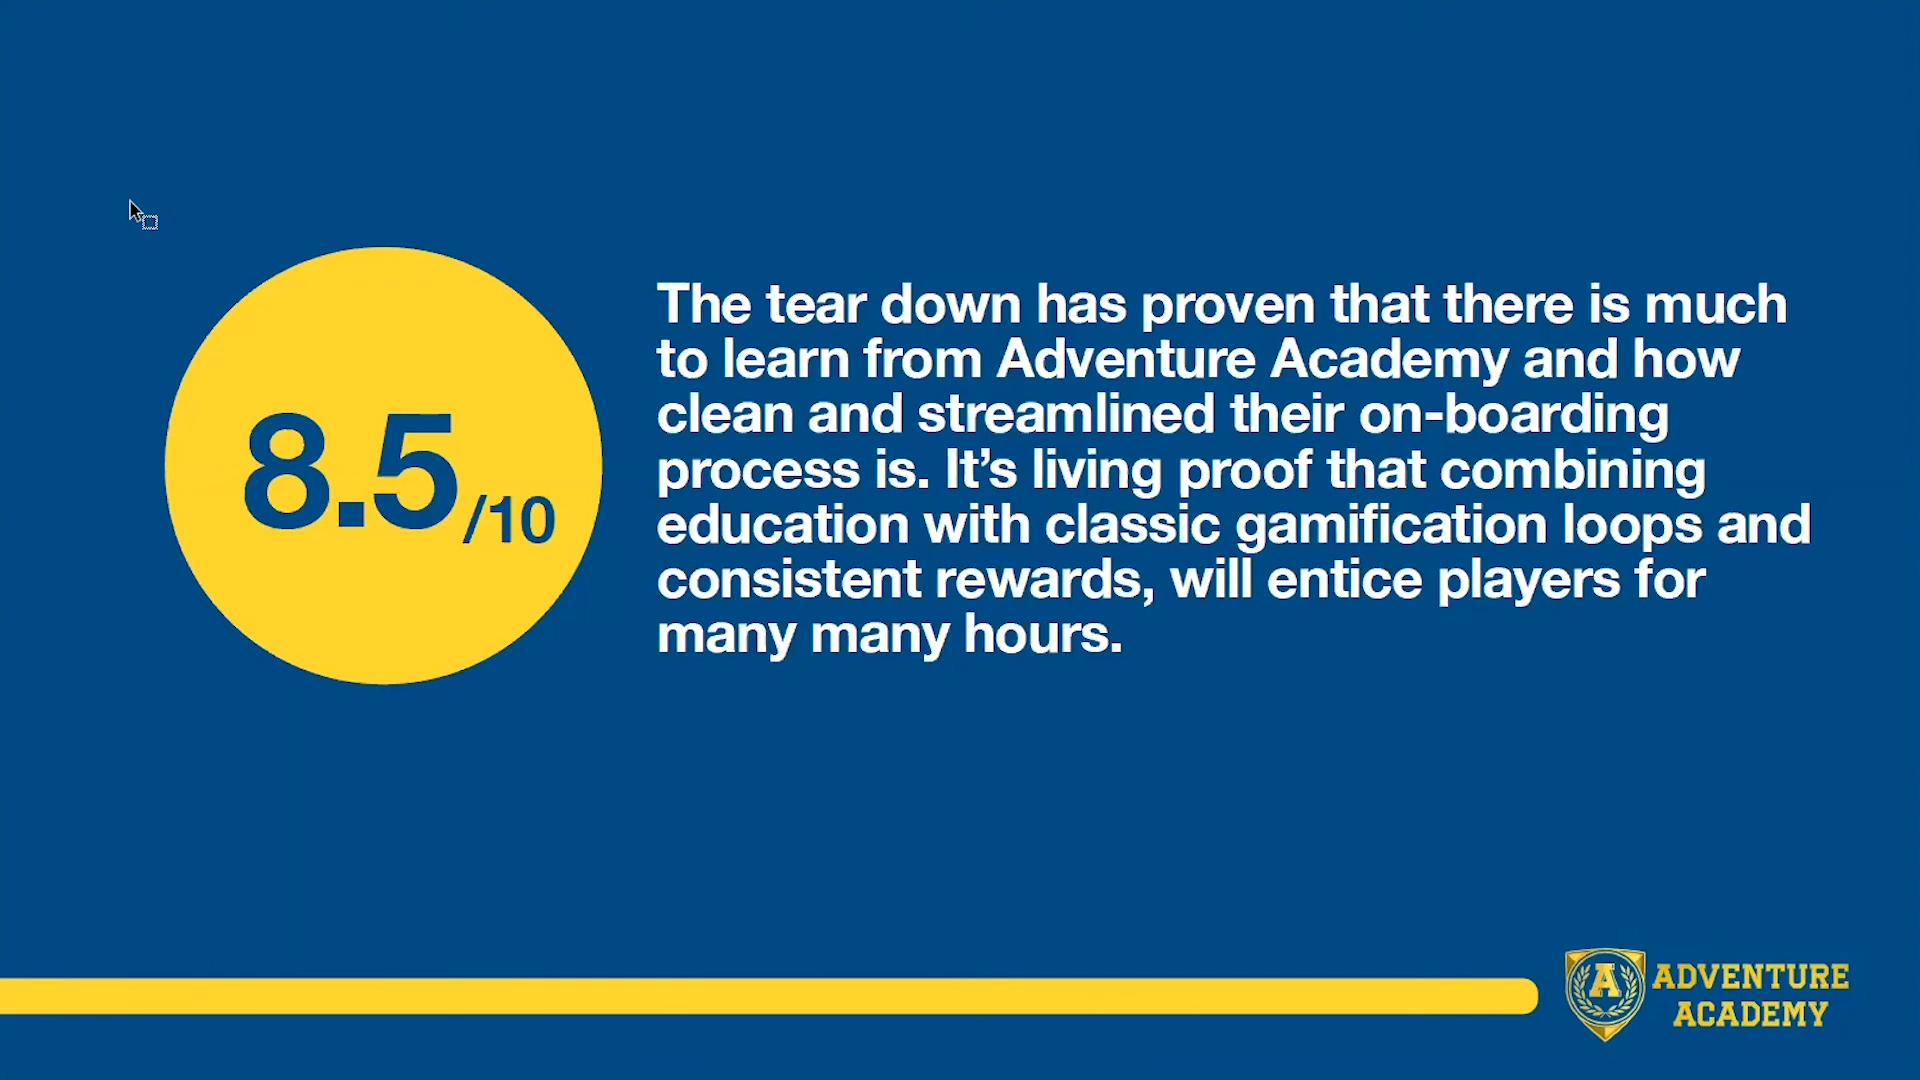 8.5/10
The tear down has proven that there is much
to learn from Adventure Academy and how
clean and streamlined their on-boarding
process is. It’s living proof that combining
education with classic gamification loops and
consistent rewards, will entice players for
many many hours.
A
ADVENTURE
ACADEMY